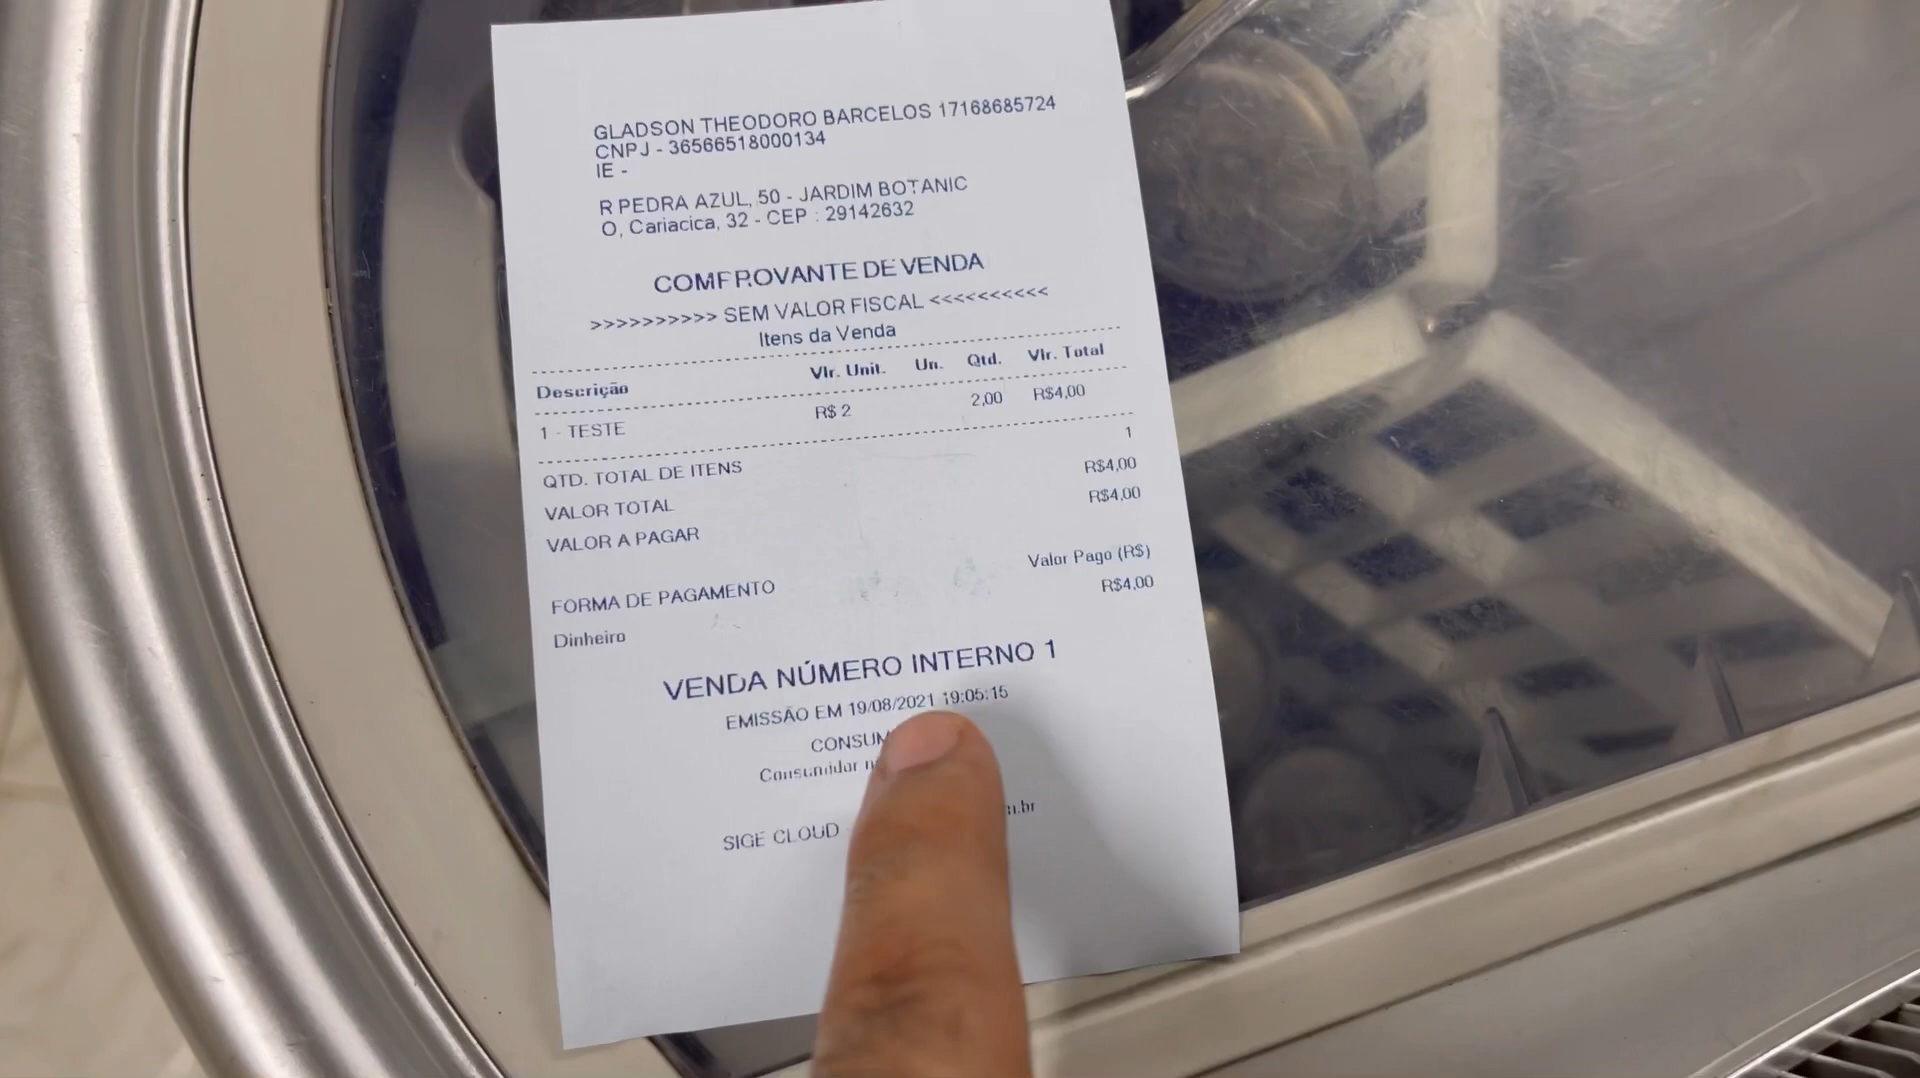 GLADSON THEODORO BARCELOS 17168685724
CNPJ - 36566518000134
IE -
R PEDRA AZUL, 50 - JARDIM BOTANIC
O, Cariacica, 32 - CEP : 29142632
COMPROVANTE DE VENDA
>>>>>>>>>> SEM VALOR FISCAL <<<<<<<<<<
Itens da Venda
Descrição Vlr. Unit. Un. Qtd. Vlr. Total
1 - TESTE R$ 2 2,00 R$4,00
QTD. TOTAL DE ITENS 1
VALOR TOTAL R$4,00
VALOR A PAGAR R$4,00
FORMA DE PAGAMENTO Valor Pago (R$)
Dinheiro R$4,00
VENDA NÚMERO INTERNO 1
EMISSÃO EM 19/08/2021 19:05:15
Consumidor
SIGE CLOUD